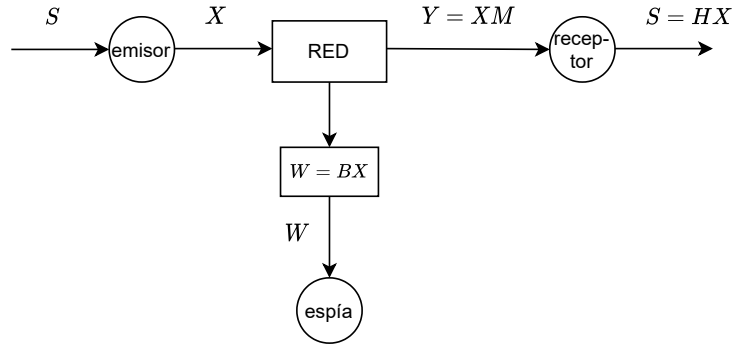 S
X
Y = XM
S = HX
emisor
RED
recep-
tor
W = BX
W
espía